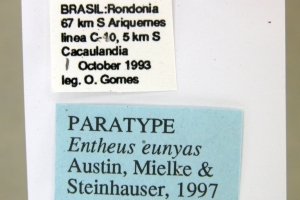 BRASIL:Rondonia
67 km S Ariquemes
linea C-10, 5 km S
Cacaulandia
1 October 1993
leg. O. Gomes
PARATYPE
Entheus eunyas
Austin, Mielke &
Steinhauser, 1997